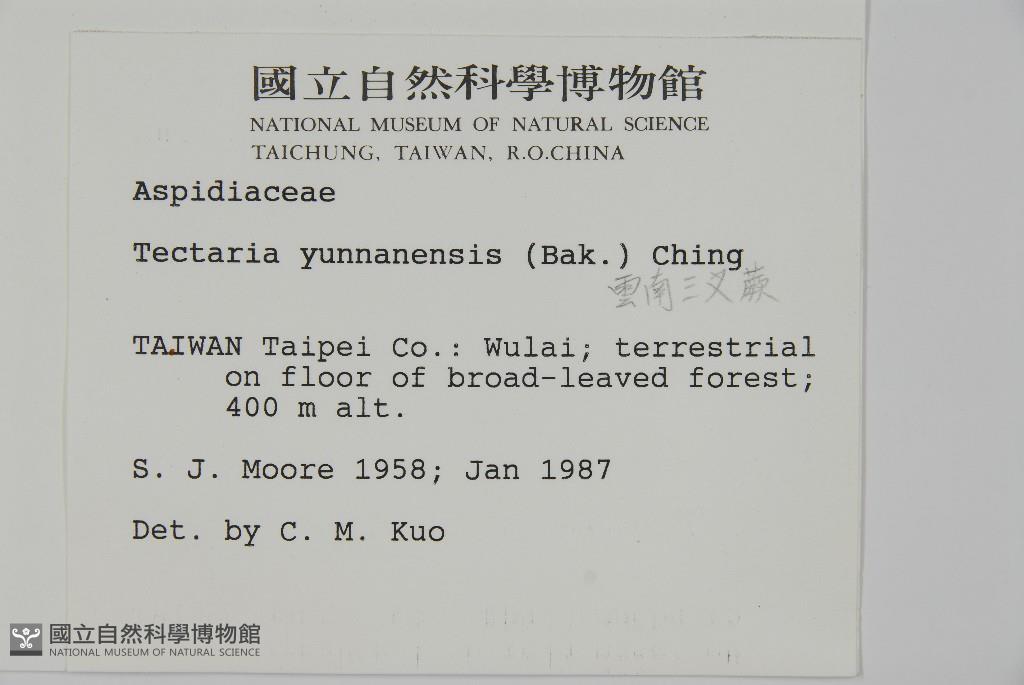 國立自然科學博物館
NATIONAL MUSEUM OF NATURAL SCIENCE
TAICHUNG, TAIWAN, R.O.CHINA
Aspidiaceae
Tectaria yunnanensis (Bak.) Ching
雲南三叉蕨
TAIWAN Taipei Co.: Wulai; terrestrial
on floor of broad-leaved forest;
400 m alt.
S. J. Moore 1958; Jan 1987
Det. by C. M. Kuo
國立自然科學博物館
NATIONAL MUSEUM OF NATURAL SCIENCE